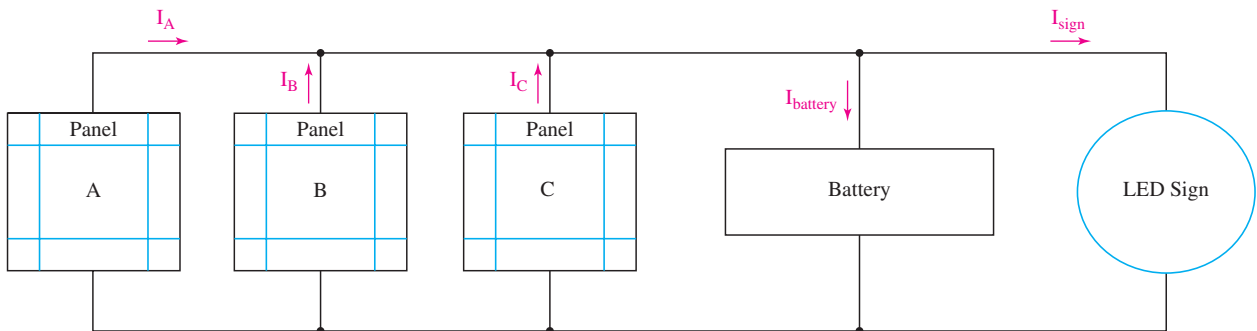 I_A
I_sign
I_B
I_C
I_battery
Panel
Panel
Panel
A
B
C
Battery
LED Sign